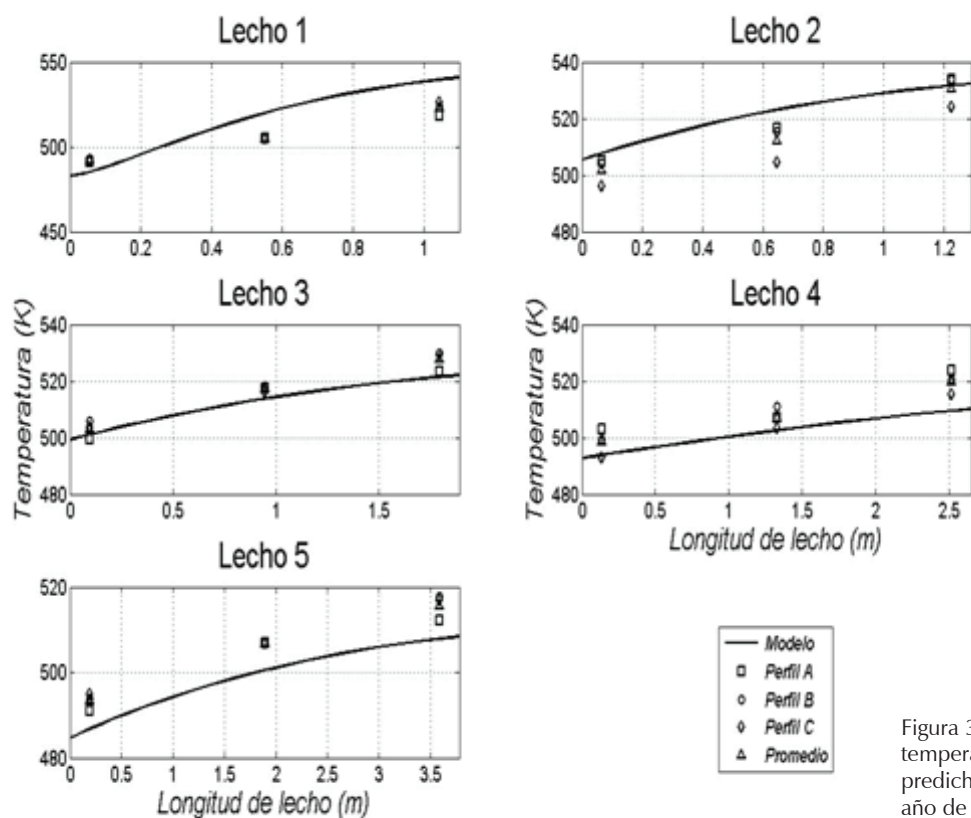 Lecho 1
550
500
450
0
0.2
0.4
0.6
0.8
1
Lecho 2
540
520
500
480
0
0.2
0.4
0.6
0.8
1
1.2
Temperatura (K)
Lecho 3
540
520
500
480
0
0.5
1
1.5
Temperatura (K)
Lecho 4
540
520
500
480
0
0.5
1
1.5
2
2.5
Longitud de lecho (m)
Lecho 5
520
500
480
0
0.5
1
1.5
2
2.5
3
3.5
Longitud de lecho (m)
Modelo
Perfil A
Perfil B
Perfil C
Promedio
Figura 3
tempera
predich
año de